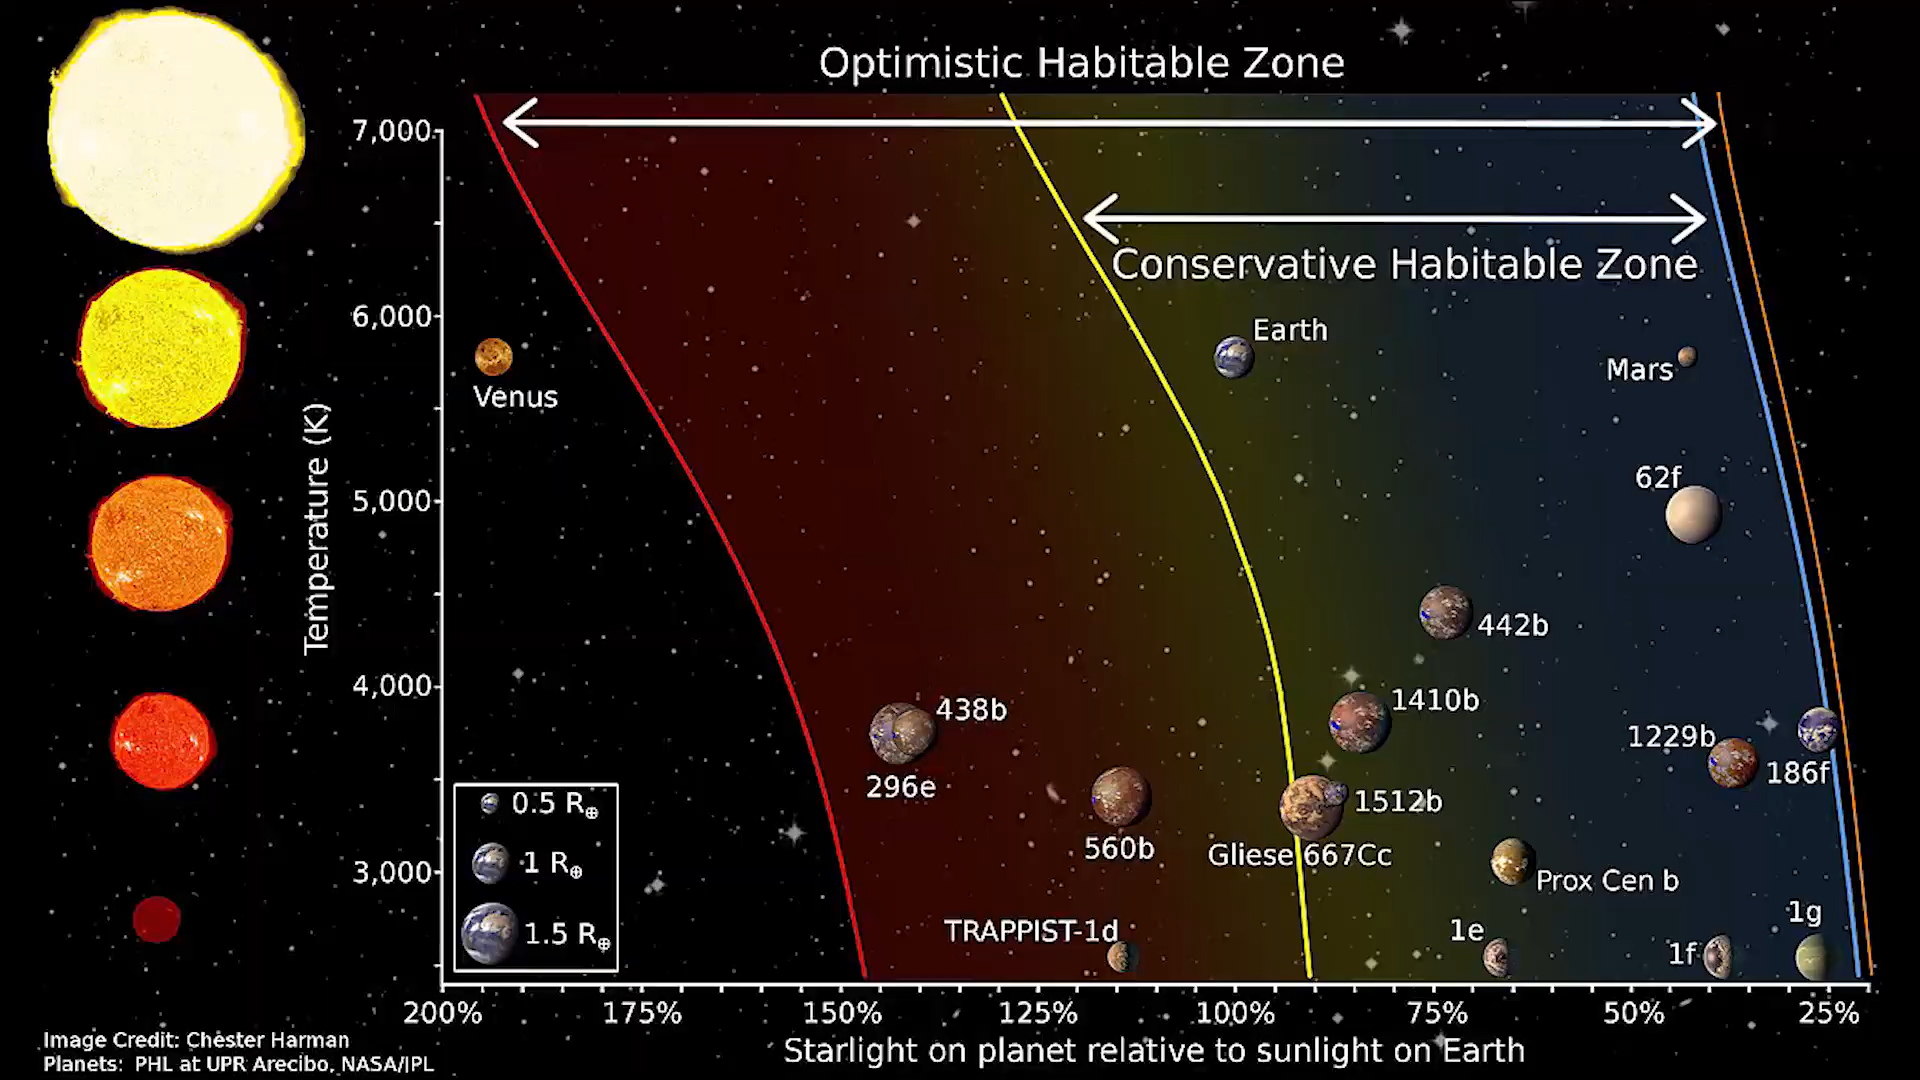 Optimistic Habitable Zone
7,000
Conservative Habitable Zone
6,000
Earth
Mars
Venus
Temperature (K)
5,000
62f
442b
4,000
438b
1410b
1229b
186f
296e
0.5 R⊕
1512b
560b
Gliese 667Cc
1 R⊕
3,000
Prox Cen b
1.5 R⊕
TRAPPIST-1d
1e
1f
1g
200% 175% 150% 125% 100% 75% 50% 25%
Starlight on planet relative to sunlight on Earth
Image Credit: Chester Harman
Planets: PHL at UPR Arecibo, NASA/JPL